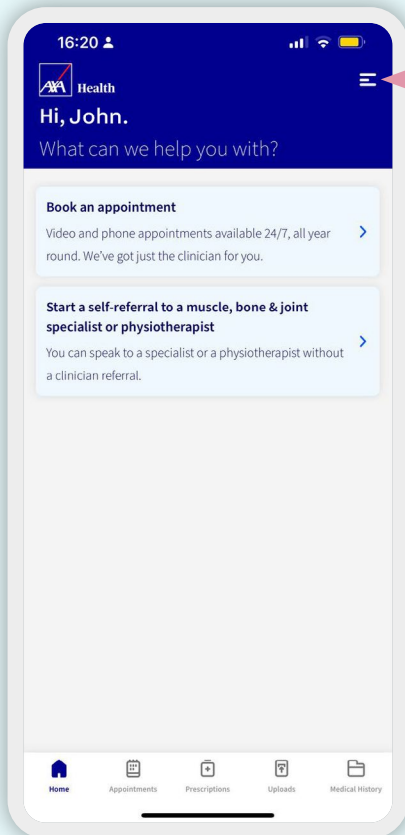 16:20
AXA Health
Hi, John.
What can we help you with?
Book an appointment
Video and phone appointments available 24/7, all year
round. We've got just the clinician for you.
Start a self-referral to a muscle, bone & joint
specialist or physiotherapist
You can speak to a specialist or a physiotherapist without
a clinician referral.
Home Appointments Prescriptions Uploads Medical History